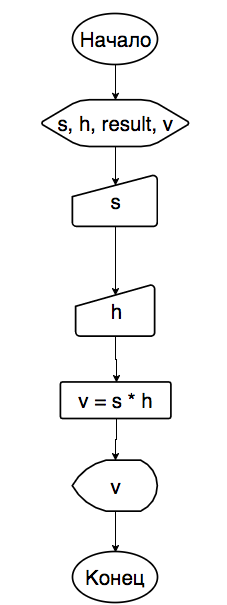 Начало
s, h, result, v
s
h
v = s * h
v
Конец